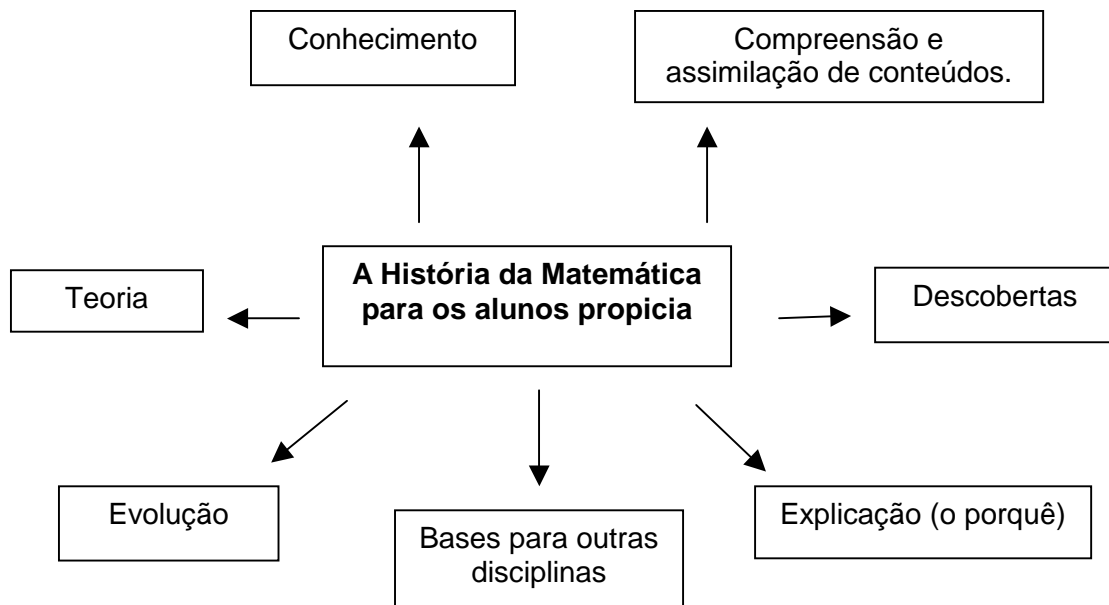 Conhecimento
Compreensão e
assimilação de conteúdos.
A História da Matemática
para os alunos propicia
Teoria
Descobertas
Evolução
Bases para outras
disciplinas
Explicação (o porquê)